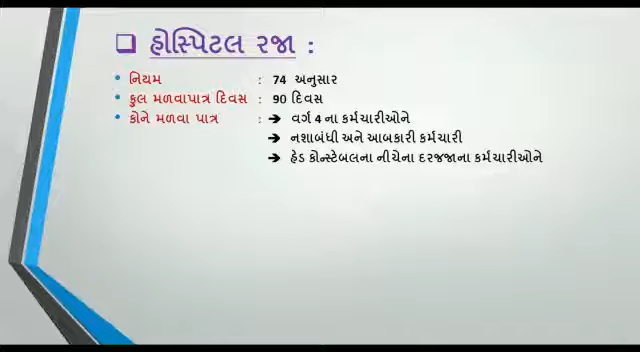 ❑ હોસ્પિટલ રજા :
• નિયમ : 74 અનુસાર
• કુલ મળવાપાત્ર દિવસ : 90 દિવસ
• કોને મળવા પાત્ર : ➔ વર્ગ 4 ના કર્મચારીઓને
➔ નશાબંધી અને આબકારી કર્મચારી
➔ હેડ કોન્સ્ટેબલના નીચેના દરજજાના કર્મચારીઓને